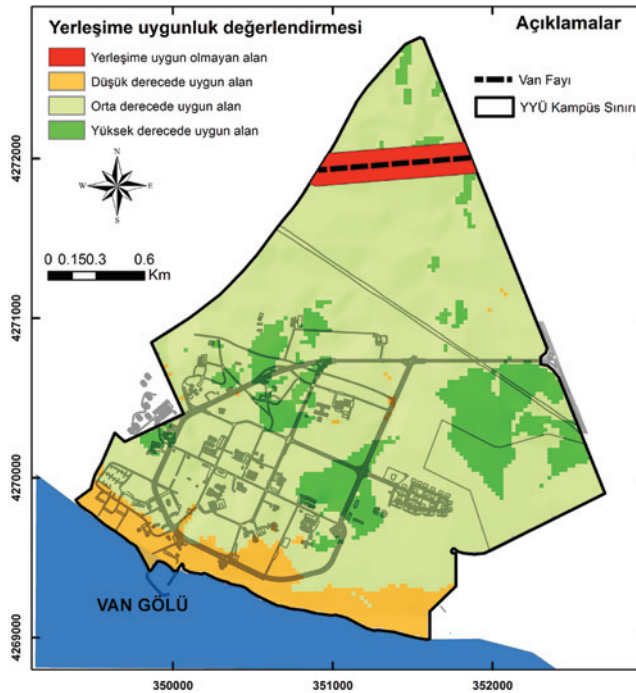 Yerleşime uygunluk değerlendirmesi
Yerleşime uygun olmayan alan
Düşük derecede uygun alan
Orta derecede uygun alan
Yüksek derecede uygun alan
Açıklamalar
Van Fayı
YYÜ Kampüs Sınırı
N
W
E
S
0 0.150.3 0.6
Km
4272000
4271000
4270000
4269000
VAN GÖLÜ
350000 351000 352000